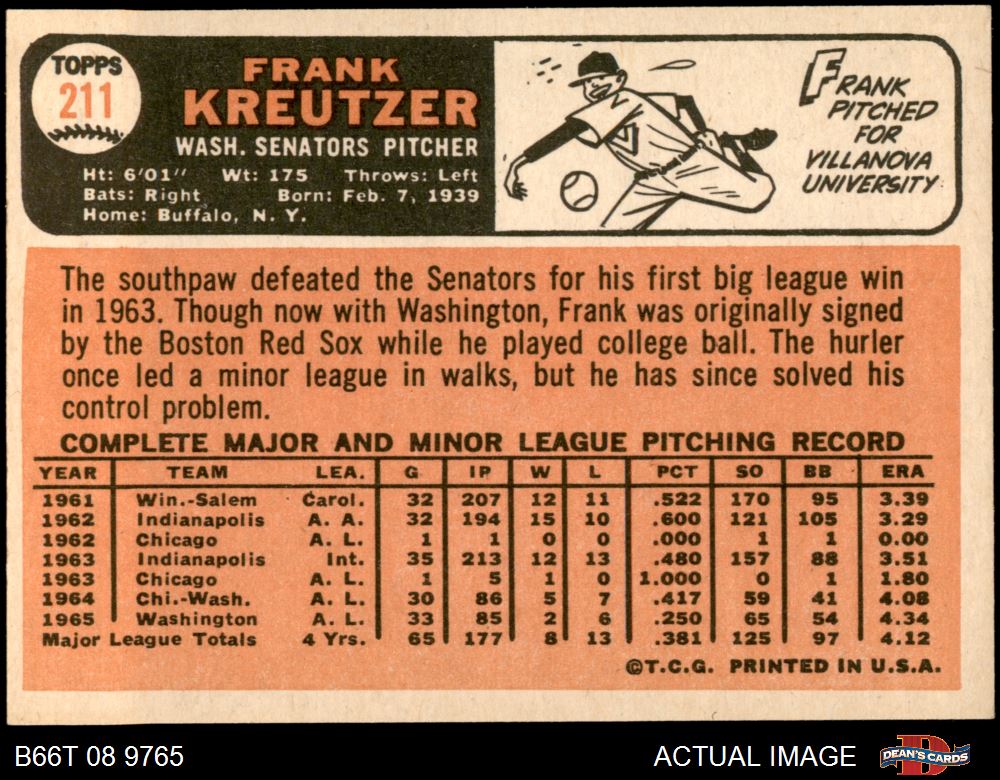 TOPPS
211
FRANK
KREUTZER
WASH. SENATORS PITCHER
Ht: 6'01" Wt: 175 Throws: Left
Bats: Right Born: Feb. 7, 1939
Home: Buffalo, N. Y.
FRANK
PITCHED
FOR
VILLANOVA
UNIVERSITY
The southpaw defeated the Senators for his first big league win
in 1963. Though now with Washington, Frank was originally signed
by the Boston Red Sox while he played college ball. The hurler
once led a minor league in walks, but he has since solved his
control problem.
COMPLETE MAJOR AND MINOR LEAGUE PITCHING RECORD
YEAR TEAM LEA. G IP W L PCT SO BB ERA
1961 Win.-Salem Carol. 32 207 12 11 .522 170 95 3.39
1962 Indianapolis A. A. 32 194 15 10 .600 121 105 3.29
1962 Chicago A. L. 1 1 0 0 .000 1 1 0.00
1963 Indianapolis Int. 35 213 12 13 .480 157 88 3.51
1963 Chicago A. L. 1 5 1 0 1.000 0 1 1.80
1964 Chi.-Wash. A. L. 30 86 5 7 .417 59 41 4.08
1965 Washington A. L. 33 85 2 6 .250 65 54 4.34
Major League Totals 4 Yrs. 65 177 8 13 .381 125 97 4.12
©T.C.G. PRINTED IN U.S.A.
B66T 08 9765
ACTUAL IMAGE
DEAN'S CARDS